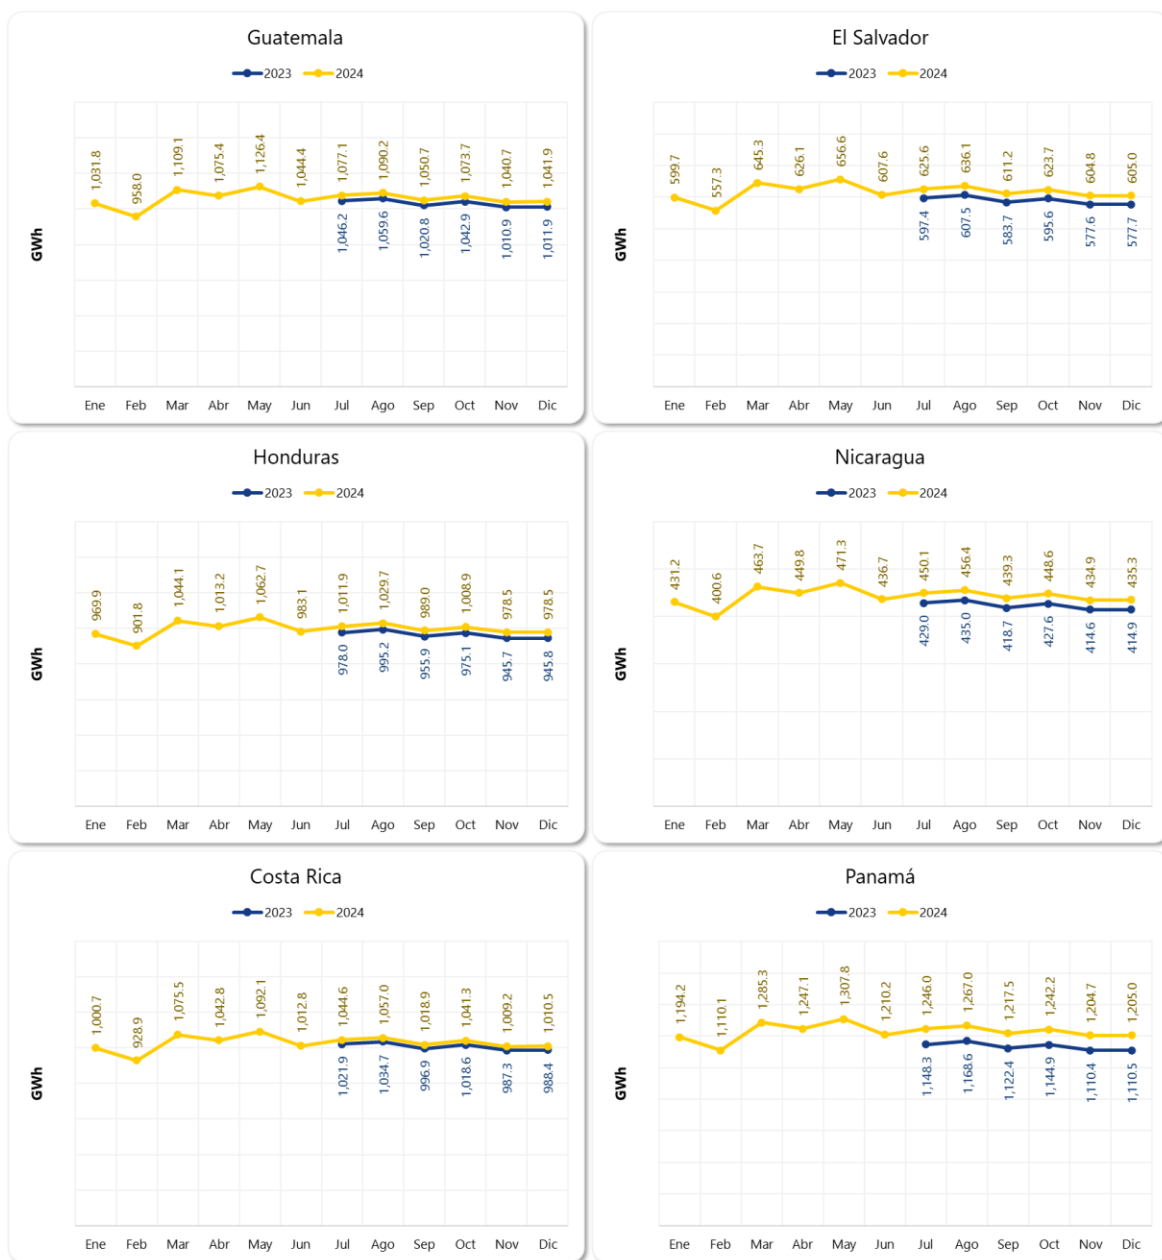 Guatemala
2023 2024
GWh
1,031.8 958.0 1,109.1 1,075.4 1,126.4 1,044.4 1,077.1 1,090.2 1,050.7 1,073.7 1,040.7 1,041.9
1,046.2 1,059.6 1,020.8 1,042.9 1,010.9 1,011.9
Ene Feb Mar Abr May Jun Jul Ago Sep Oct Nov Dic
El Salvador
2023 2024
GWh
599.7 557.3 645.3 626.1 656.6 607.6 625.6 636.1 611.2 623.7 604.8 605.0
597.4 607.5 583.7 595.6 577.6 577.7
Ene Feb Mar Abr May Jun Jul Ago Sep Oct Nov Dic
Honduras
2023 2024
GWh
969.9 901.8 1,044.1 1,013.2 1,062.7 983.1 1,011.9 1,029.7 989.0 1,008.9 978.5 978.5
978.0 995.2 955.9 975.1 945.7 945.8
Ene Feb Mar Abr May Jun Jul Ago Sep Oct Nov Dic
Nicaragua
2023 2024
GWh
431.2 400.6 463.7 449.8 471.3 436.7 450.1 456.4 439.3 448.6 434.9 435.3
429.0 435.0 418.7 427.6 414.6 414.9
Ene Feb Mar Abr May Jun Jul Ago Sep Oct Nov Dic
Costa Rica
2023 2024
GWh
1,000.7 928.9 1,075.5 1,042.8 1,092.1 1,012.8 1,044.6 1,057.0 1,018.9 1,041.3 1,009.2 1,010.5
1,021.9 1,034.7 996.9 1,018.6 987.3 988.4
Ene Feb Mar Abr May Jun Jul Ago Sep Oct Nov Dic
Panamá
2023 2024
GWh
1,194.2 1,110.1 1,285.3 1,247.1 1,307.8 1,210.2 1,246.0 1,267.0 1,217.5 1,242.2 1,204.7 1,205.0
1,148.3 1,168.6 1,122.4 1,144.9 1,110.4 1,110.5
Ene Feb Mar Abr May Jun Jul Ago Sep Oct Nov Dic